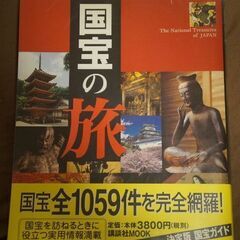 国宝の旅
The National Treasures
of JAPAN
国宝全1059件を完全網羅!
国宝を訪ねるときに
役立つ実用情報満載
定価:本体3800円(税別)
講談社MOOK
決定版 国宝ガイド